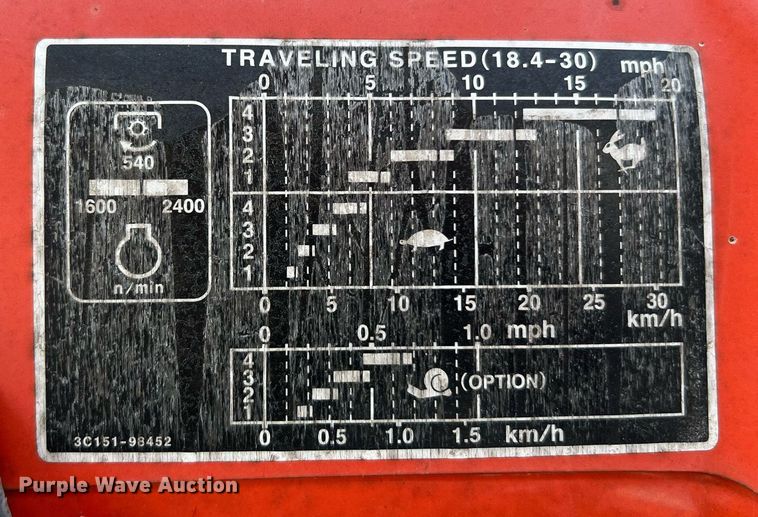 TRAVELING SPEED(18.4-30) mph
0 5 10 15 20
4
3
2
1
4
3
2
1
0 5 10 15 20 25 30
km/h
540
1600 2400
n/min
0 0.5 1.0 mph
4
3
2
1
(OPTION)
0 0.5 1.0 1.5 km/h
3C151-98452
Purple Wave Auction